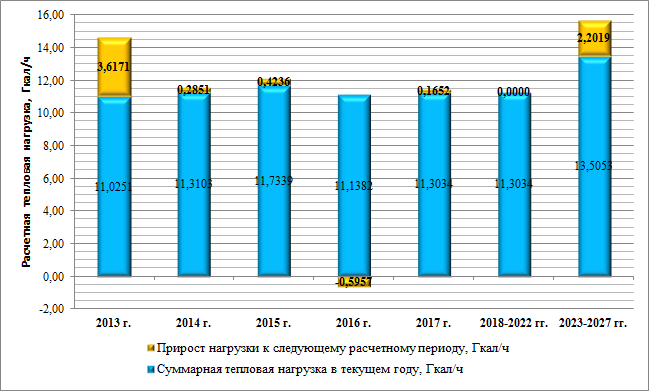 Расчетная тепловая нагрузка, Гкал/ч
16,00
14,00
12,00
10,00
8,00
6,00
4,00
2,00
0,00
-2,00
3,6171
0,2851
0,4236
-0,5957
0,1652
0,0000
2,2019
11,0251
11,3103
11,7339
11,1382
11,3034
11,3034
13,5053
2013 г.
2014 г.
2015 г.
2016 г.
2017 г.
2018-2022 гг.
2023-2027 гг.
Прирост нагрузки к следующему расчетному периоду, Гкал/ч
Суммарная тепловая нагрузка в текущем году, Гкал/ч